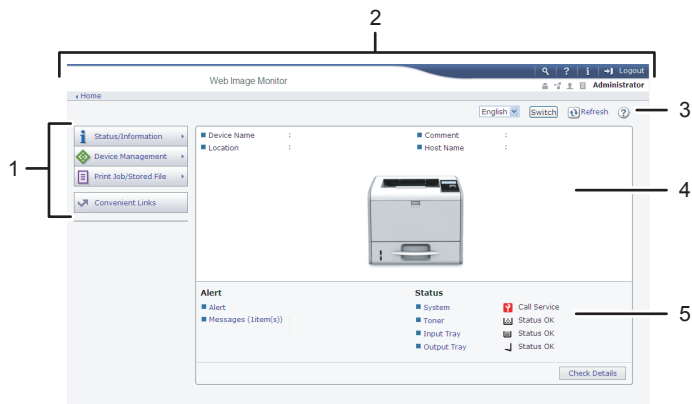 2
Logout
Web Image Monitor
Administrator
Home
English Switch Refresh
3
1
Status/Information
Device Management
Print Job/Stored File
Convenient Links
Device Name :
Comment :
Location :
Host Name :
4
Alert
Status
Alert
System Call Service
Messages (1item(s))
Toner Status OK
5
Input Tray Status OK
Output Tray Status OK
Check Details